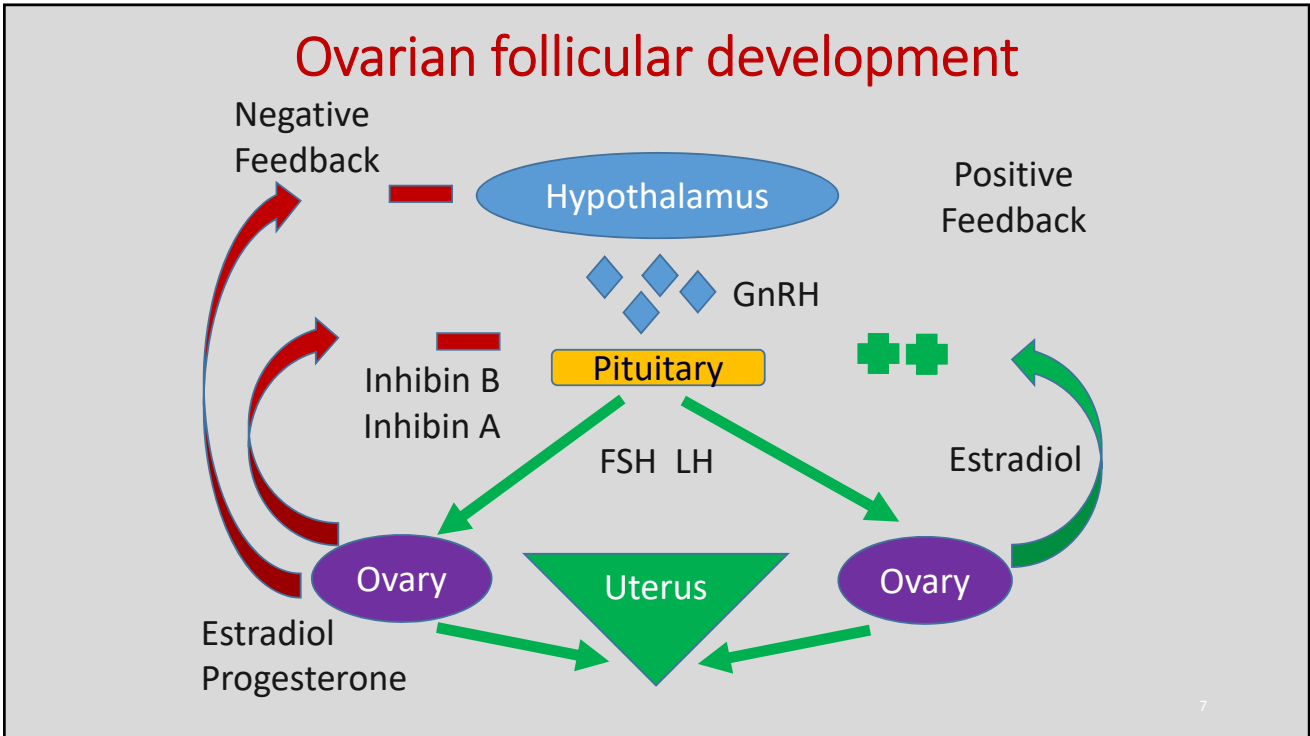 Ovarian follicular development
Negative
Feedback
Hypothalamus
Positive
Feedback
GnRH
Pituitary
Inhibin B
Inhibin A
FSH LH
Estradiol
Ovary
Uterus
Ovary
Estradiol
Progesterone
7